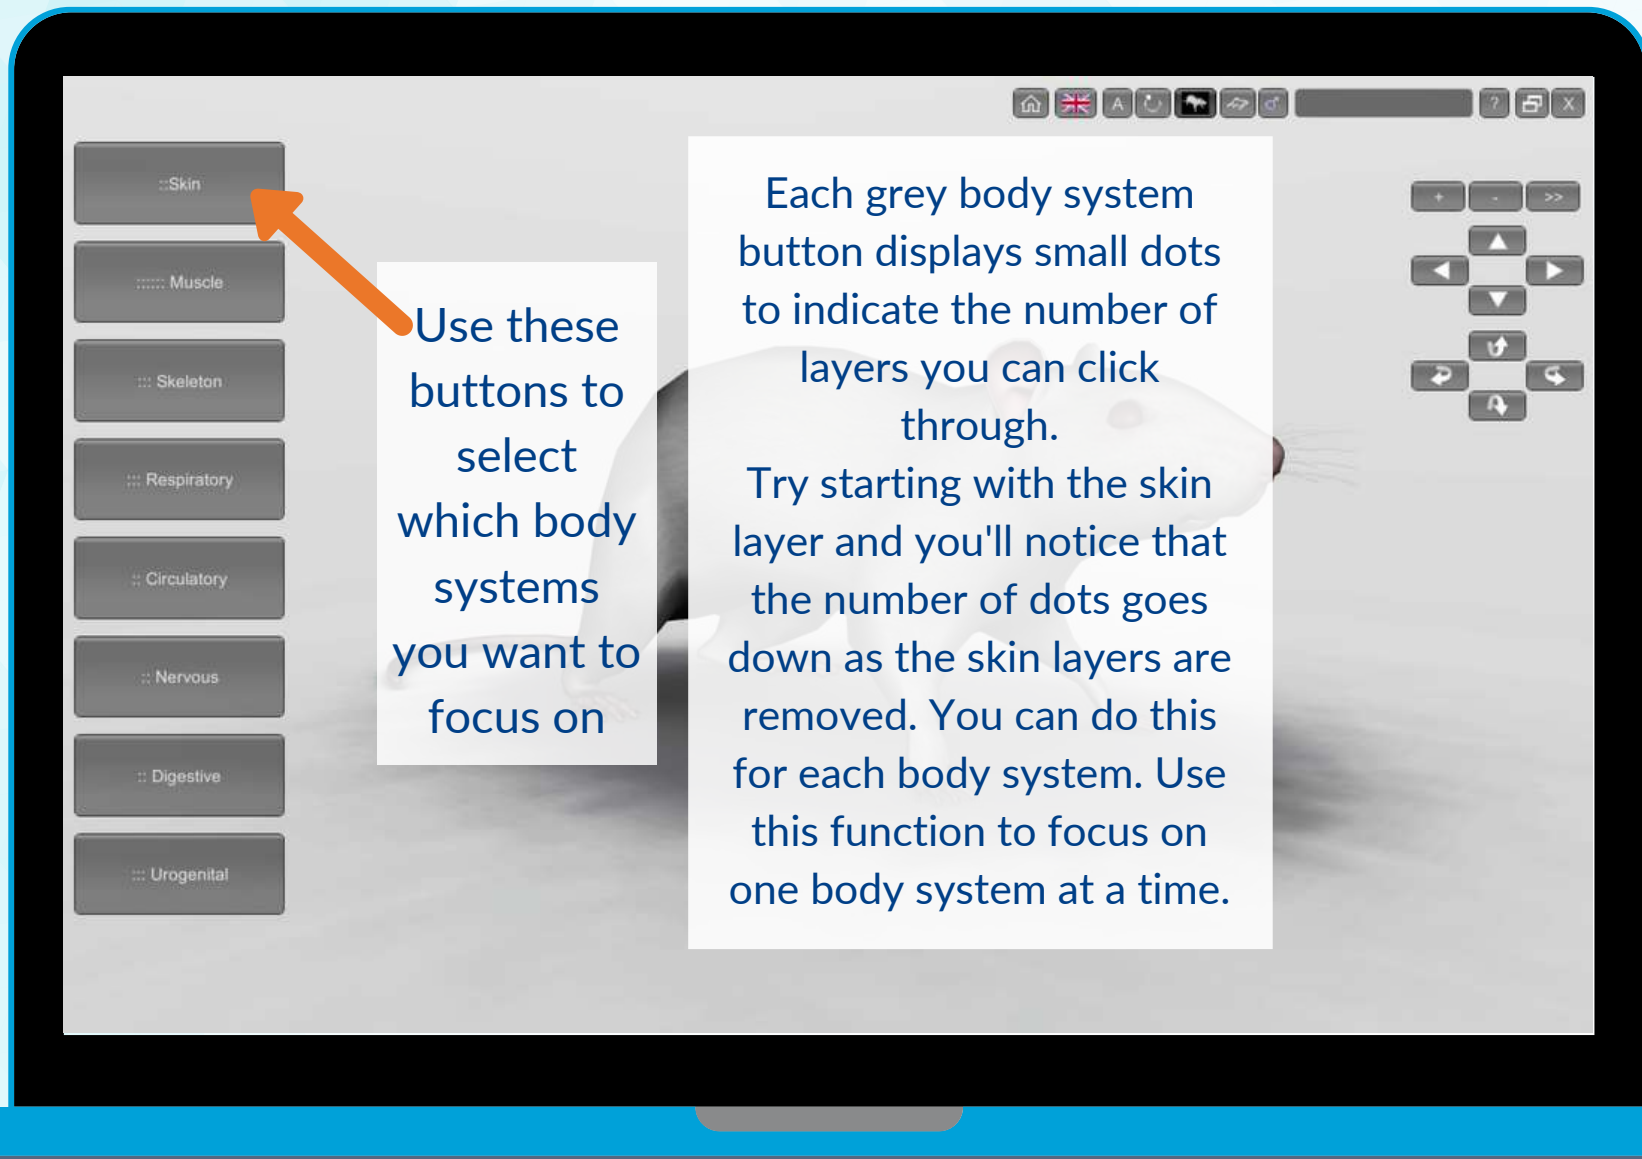 A
?
X
::Skin
:::::: Muscle
::: Skeleton
::: Respiratory
:: Circulatory
:: Nervous
:: Digestive
::: Urogenital
Use these
buttons to
select
which body
systems
you want to
focus on
Each grey body system
button displays small dots
to indicate the number of
layers you can click
through.
Try starting with the skin
layer and you'll notice that
the number of dots goes
down as the skin layers are
removed. You can do this
for each body system. Use
this function to focus on
one body system at a time.
+
-
>>